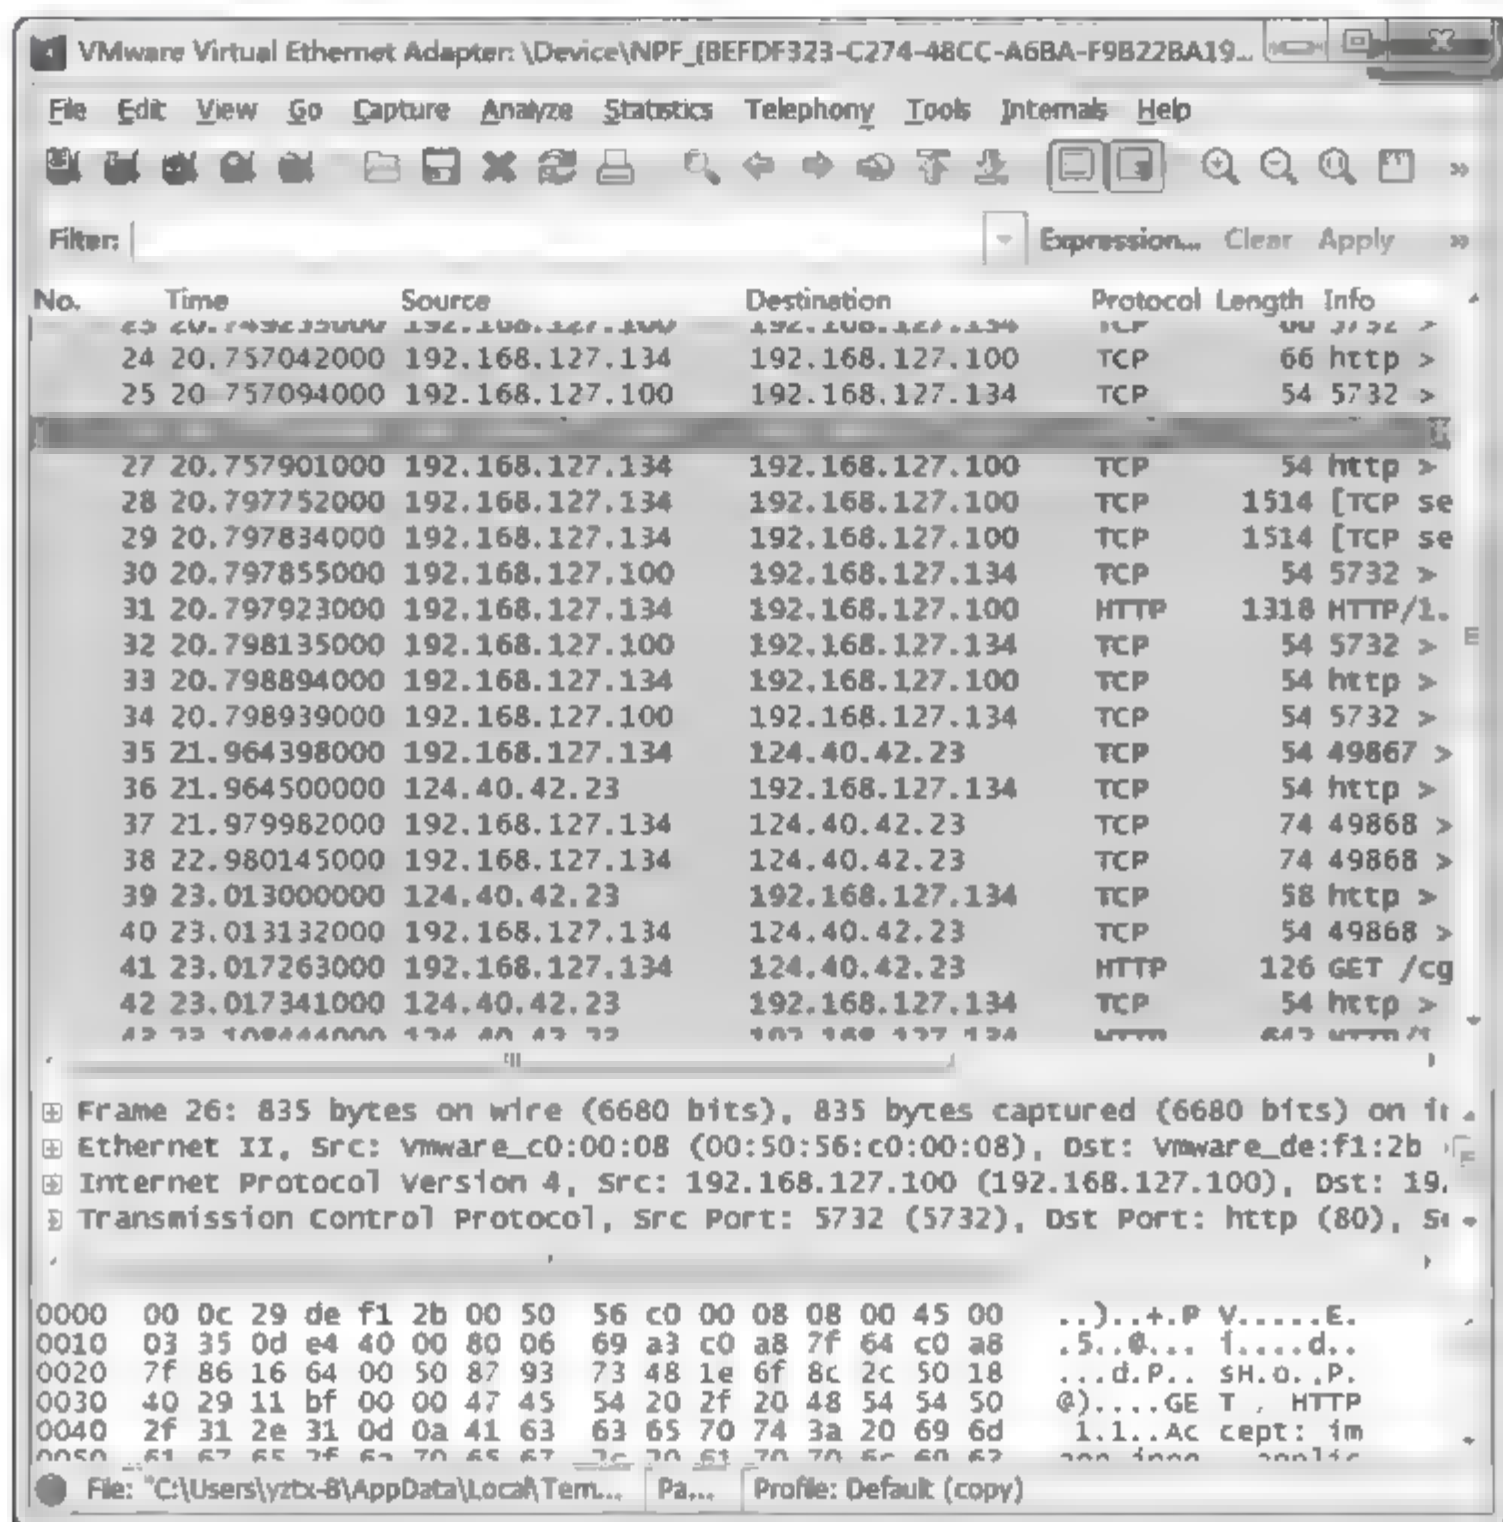 VMware Virtual Ethernet Adapter: \Device\NPF_{BEFDF323-C274-48CC-A6BA-F9B22BA19...
File Edit View Go Capture Analyze Statistics Telephony Tools Internals Help
Filter: Expression... Clear Apply »
No. Time Source Destination Protocol Length Info
24 20.757042000 192.168.127.134 192.168.127.100 TCP 66 http >
25 20 757094000 192.168.127.100 192.168.127.134 TCP 54 5732 >
27 20.757901000 192.168.127.134 192.168.127.100 TCP 54 http >
28 20.797752000 192.168.127.134 192.168.127.100 TCP 1514 [TCP se
29 20.797834000 192.168.127.134 192.168.127.100 TCP 1514 [TCP se
30 20.797855000 192.168.127.100 192.168.127.134 TCP 54 5732 >
31 20.797923000 192.168.127.134 192.168.127.100 HTTP 1318 HTTP/1.
32 20.798135000 192.168.127.100 192.168.127.134 TCP 54 5732 >
33 20.798894000 192.168.127.134 192.168.127.100 TCP 54 http >
34 20.798939000 192.168.127.100 192.168.127.134 TCP 54 5732 >
35 21.964398000 192.168.127.134 124.40.42.23 TCP 54 49867 >
36 21.964500000 124.40.42.23 192.168.127.134 TCP 54 http >
37 21.979982000 192.168.127.134 124.40.42.23 TCP 74 49868 >
38 22.980145000 192.168.127.134 124.40.42.23 TCP 74 49868 >
39 23.013000000 124.40.42.23 192.168.127.134 TCP 58 http >
40 23.013132000 192.168.127.134 124.40.42.23 TCP 54 49868 >
41 23.017263000 192.168.127.134 124.40.42.23 HTTP 126 GET /cg
42 23.017341000 124.40.42.23 192.168.127.134 TCP 54 http >
Frame 26: 835 bytes on wire (6680 bits), 835 bytes captured (6680 bits) on i
Ethernet II, Src: Vmware_c0:00:08 (00:50:56:c0:00:08), Dst: Vmware_de:f1:2b
Internet Protocol Version 4, Src: 192.168.127.100 (192.168.127.100), Dst: 19.
Transmission Control Protocol, Src Port: 5732 (5732), Dst Port: http (80), S
0000 00 0c 29 de f1 2b 00 50 56 c0 00 08 08 00 45 00 ..)..+.P V.....E.
0010 03 35 0d e4 40 00 80 06 69 a3 c0 a8 7f 64 c0 a8 .5..@... i....d..
0020 7f 86 16 64 00 50 87 93 73 48 1e 6f 8c 2c 50 18 ...d.P.. sH.o.,P.
0030 40 29 11 bf 00 00 47 45 54 20 2f 20 48 54 54 50 @)....GE T , HTTP
0040 2f 31 2e 31 0d 0a 41 63 63 65 70 74 3a 20 69 6d 1.1..Ac cept: im
File: "C:\Users\yztx-8\AppData\Local\Tem... Pa... Profile: Default (copy)